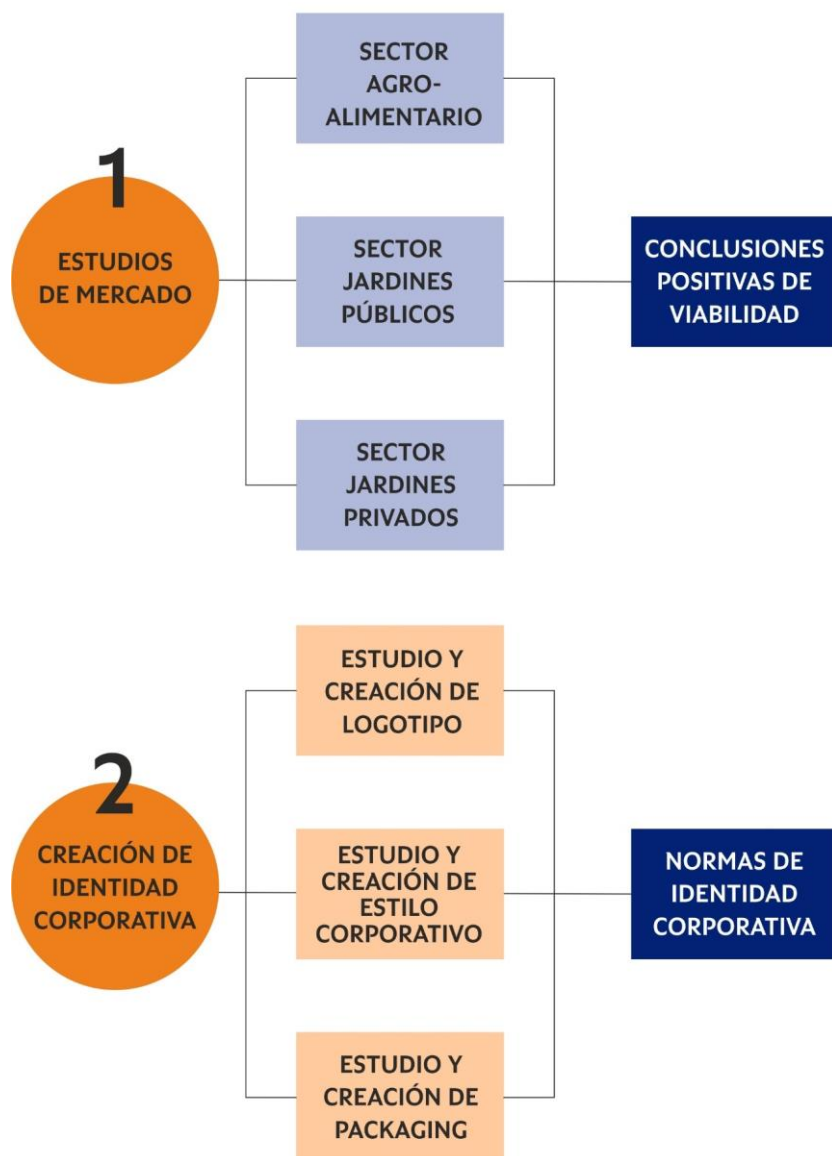 1
ESTUDIOS
DE MERCADO
SECTOR
AGRO-
ALIMENTARIO
SECTOR
JARDINES
PÚBLICOS
SECTOR
JARDINES
PRIVADOS
CONCLUSIONES
POSITIVAS DE
VIABILIDAD
2
CREACIÓN DE
IDENTIDAD
CORPORATIVA
ESTUDIO Y
CREACIÓN DE
LOGOTIPO
ESTUDIO Y
CREACIÓN DE
ESTILO
CORPORATIVO
ESTUDIO Y
CREACIÓN DE
PACKAGING
NORMAS DE
IDENTIDAD
CORPORATIVA